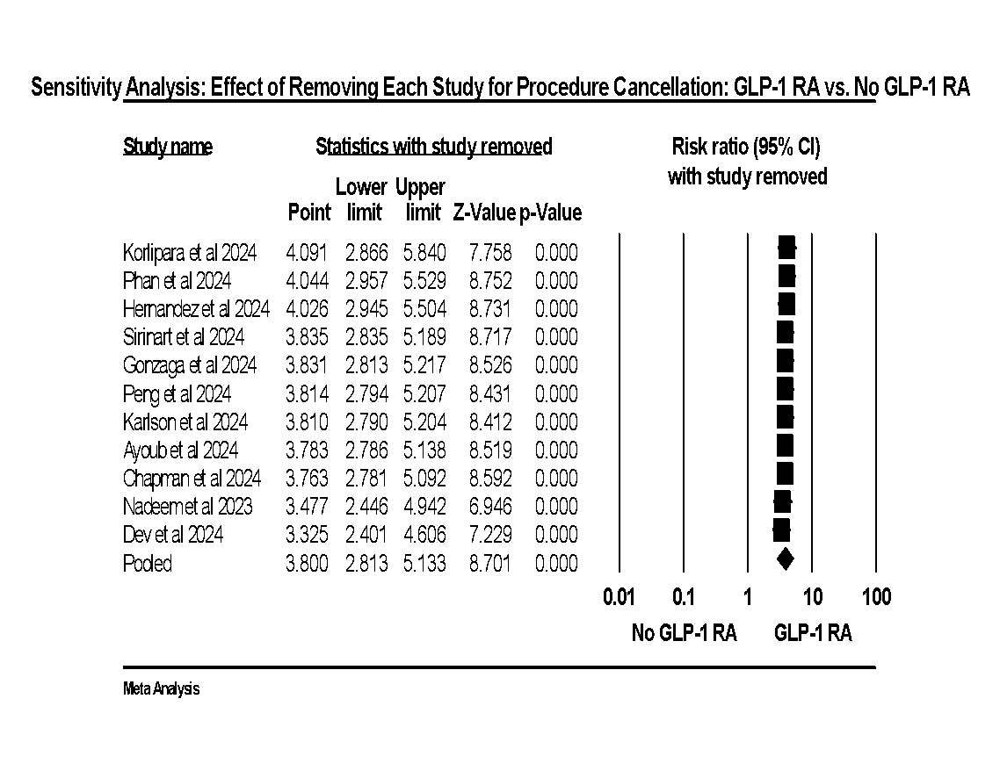 Sensitivity Analysis: Effect of Removing Each Study for Procedure Cancellation: GLP-1 RA vs. No GLP-1 RA
Study name Statistics with study removed Risk ratio (95% CI)
with study removed
Lower Upper
Point limit limit Z-Value p-Value
Korlipara et al 2024 4.091 2.866 5.840 7.758 0.000
Phan et al 2024 4.044 2.957 5.529 8.752 0.000
Hernandez et al 2024 4.026 2.945 5.504 8.731 0.000
Sirinart et al 2024 3.835 2.835 5.189 8.717 0.000
Gonzaga et al 2024 3.831 2.813 5.217 8.526 0.000
Peng et al 2024 3.814 2.794 5.207 8.431 0.000
Karlson et al 2024 3.810 2.790 5.204 8.412 0.000
Ayoub et al 2024 3.783 2.786 5.138 8.519 0.000
Chapman et al 2024 3.763 2.781 5.092 8.592 0.000
Nadeem et al 2023 3.477 2.446 4.942 6.946 0.000
Dev et al 2024 3.325 2.401 4.606 7.229 0.000
Pooled 3.800 2.813 5.133 8.701 0.000
0.01 0.1 1 10 100
No GLP-1 RA GLP-1 RA
Meta Analysis